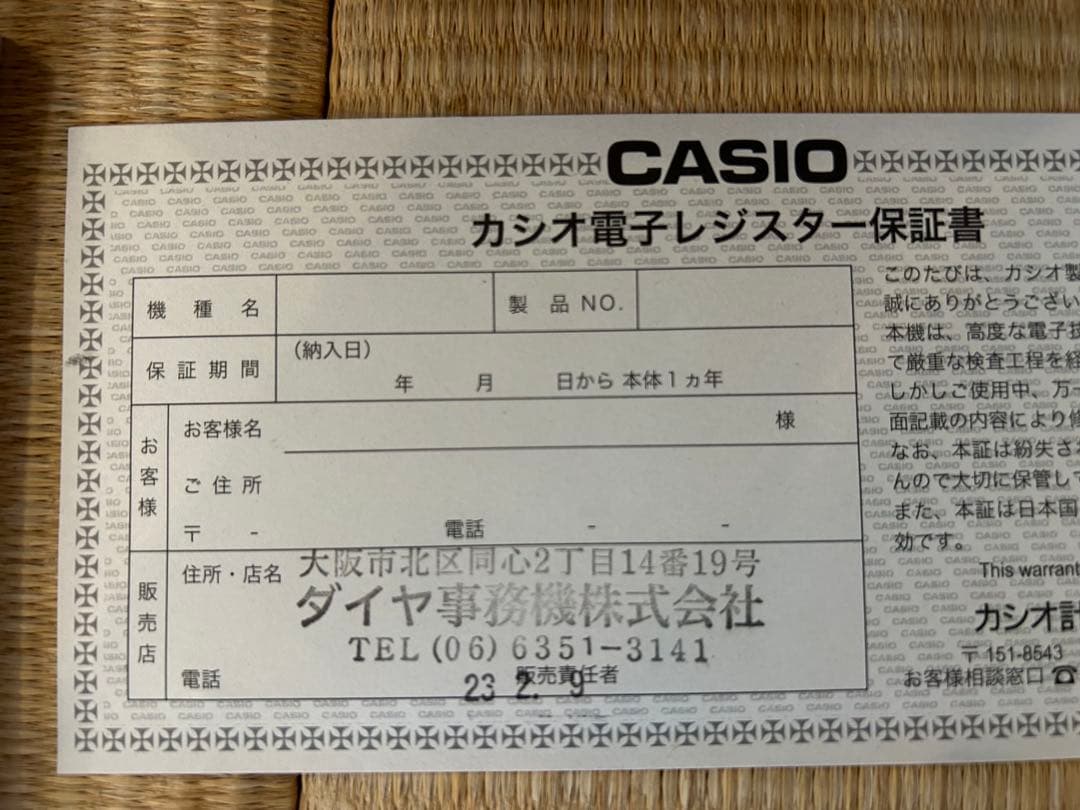 CASIO
カシオ電子レジスター保証書
機種名
製品NO.
保証期間
(納入日)
年 月 日から 本体1ヵ年
お客様
お客様名 様
ご住所
〒 - 電話 - -
販売店
住所・店名
大阪市北区同心2丁目14番19号
ダイヤ事務機株式会社
TEL(06)6351-3141
電話
販売責任者
23 2. 9
このたびは、カシオ製
誠にありがとうござい
本機は、高度な電子技
で厳重な検査工程を経
しかしご使用中、万一
面記載の内容により修
なお、本証は紛失され
んので大切に保管して
また、本証は日本国
効です。
This warrant
カシオ計
〒151-8543
お客様相談窓口☎